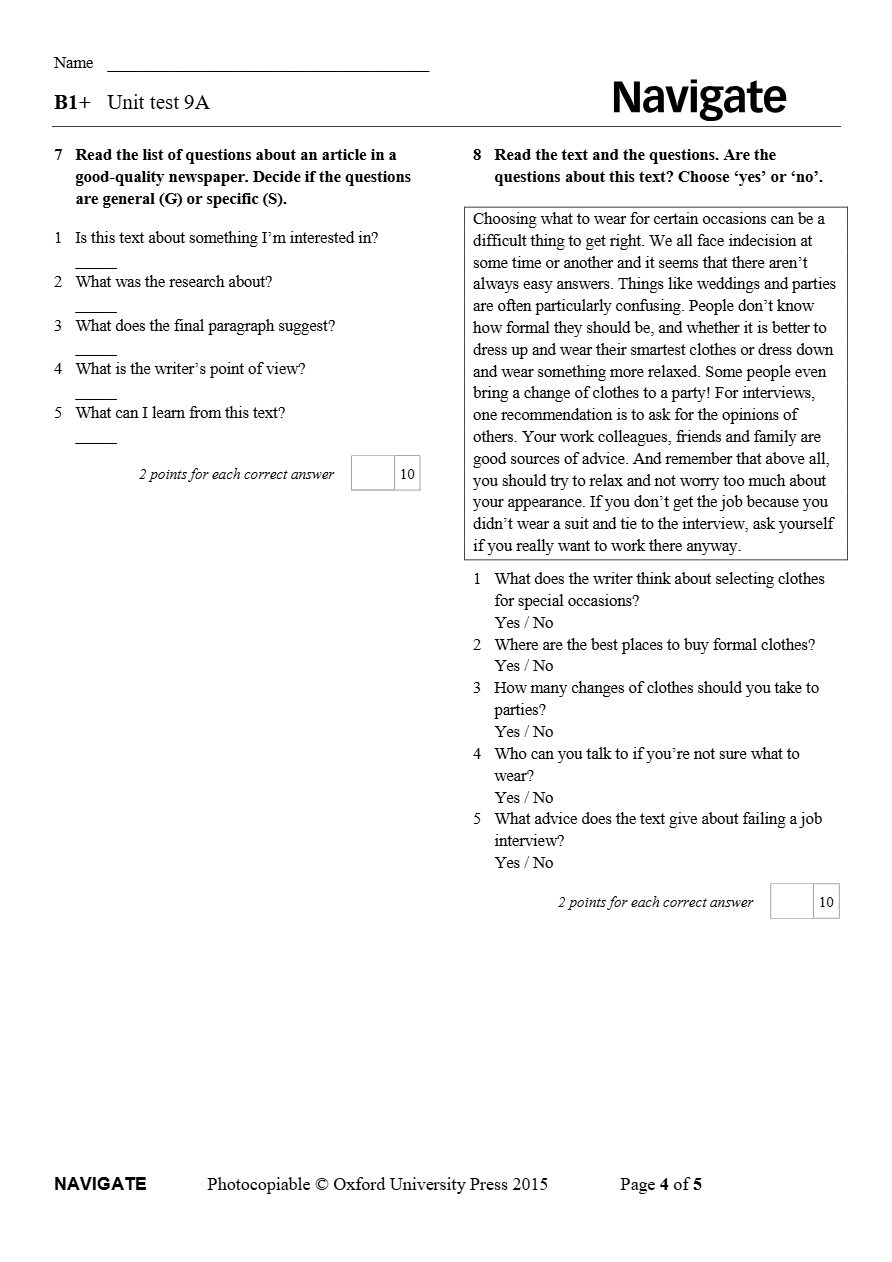 Name
B1+ Unit test 9A
Navigate
7 Read the list of questions about an article in a
good-quality newspaper. Decide if the questions
are general (G) or specific (S).
1 Is this text about something I’m interested in?
_____
2 What was the research about?
_____
3 What does the final paragraph suggest?
_____
4 What is the writer’s point of view?
_____
5 What can I learn from this text?
_____
2 points for each correct answer 10
8 Read the text and the questions. Are the
questions about this text? Choose ‘yes’ or ‘no’.
Choosing what to wear for certain occasions can be a
difficult thing to get right. We all face indecision at
some time or another and it seems that there aren’t
always easy answers. Things like weddings and parties
are often particularly confusing. People don’t know
how formal they should be, and whether it is better to
dress up and wear their smartest clothes or dress down
and wear something more relaxed. Some people even
bring a change of clothes to a party! For interviews,
one recommendation is to ask for the opinions of
others. Your work colleagues, friends and family are
good sources of advice. And remember that above all,
you should try to relax and not worry too much about
your appearance. If you don’t get the job because you
didn’t wear a suit and tie to the interview, ask yourself
if you really want to work there anyway.
1 What does the writer think about selecting clothes
for special occasions?
Yes / No
2 Where are the best places to buy formal clothes?
Yes / No
3 How many changes of clothes should you take to
parties?
Yes / No
4 Who can you talk to if you’re not sure what to
wear?
Yes / No
5 What advice does the text give about failing a job
interview?
Yes / No
2 points for each correct answer 10
NAVIGATE Photocopiable © Oxford University Press 2015 Page 4 of 5